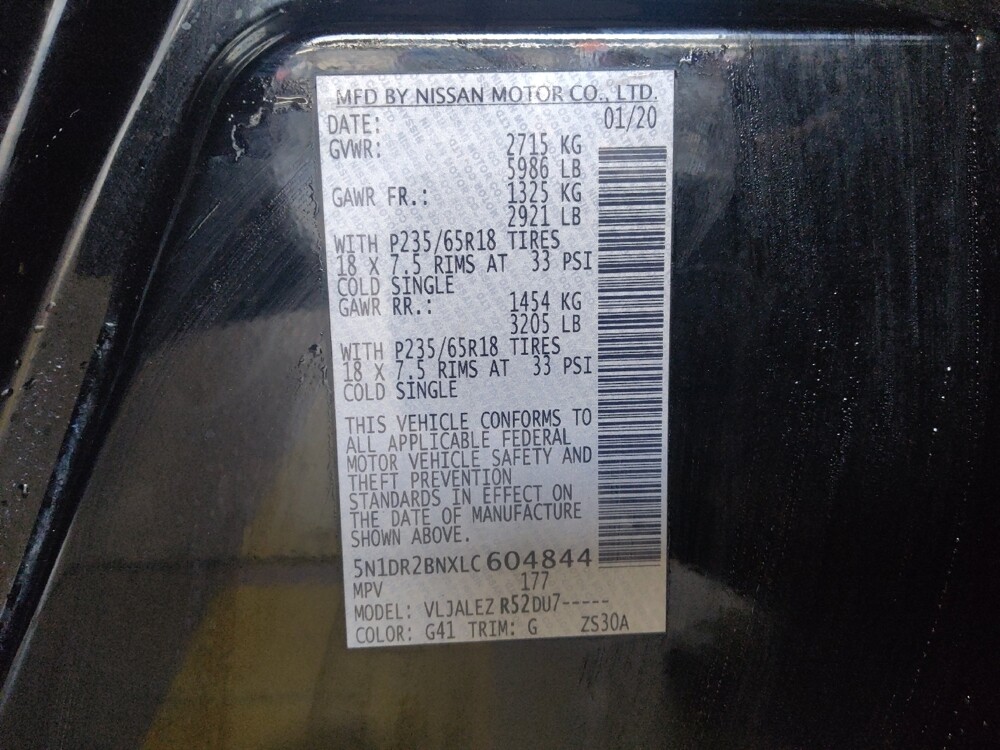 MFD BY NISSAN MOTOR CO., LTD.
DATE: 01/20
GVWR: 2715 KG
5986 LB
GAWR FR.: 1325 KG
2921 LB
WITH P235/65R18 TIRES
18 X 7.5 RIMS AT 33 PSI
COLD SINGLE
GAWR RR.: 1454 KG
3205 LB
WITH P235/65R18 TIRES
18 X 7.5 RIMS AT 33 PSI
COLD SINGLE
THIS VEHICLE CONFORMS TO
ALL APPLICABLE FEDERAL
MOTOR VEHICLE SAFETY AND
THEFT PREVENTION
STANDARDS IN EFFECT ON
THE DATE OF MANUFACTURE
SHOWN ABOVE.
5N1DR2BNXLC604844
MPV 177
MODEL: VLJALEZ R52DU7-----
COLOR: G41 TRIM: G ZS30A